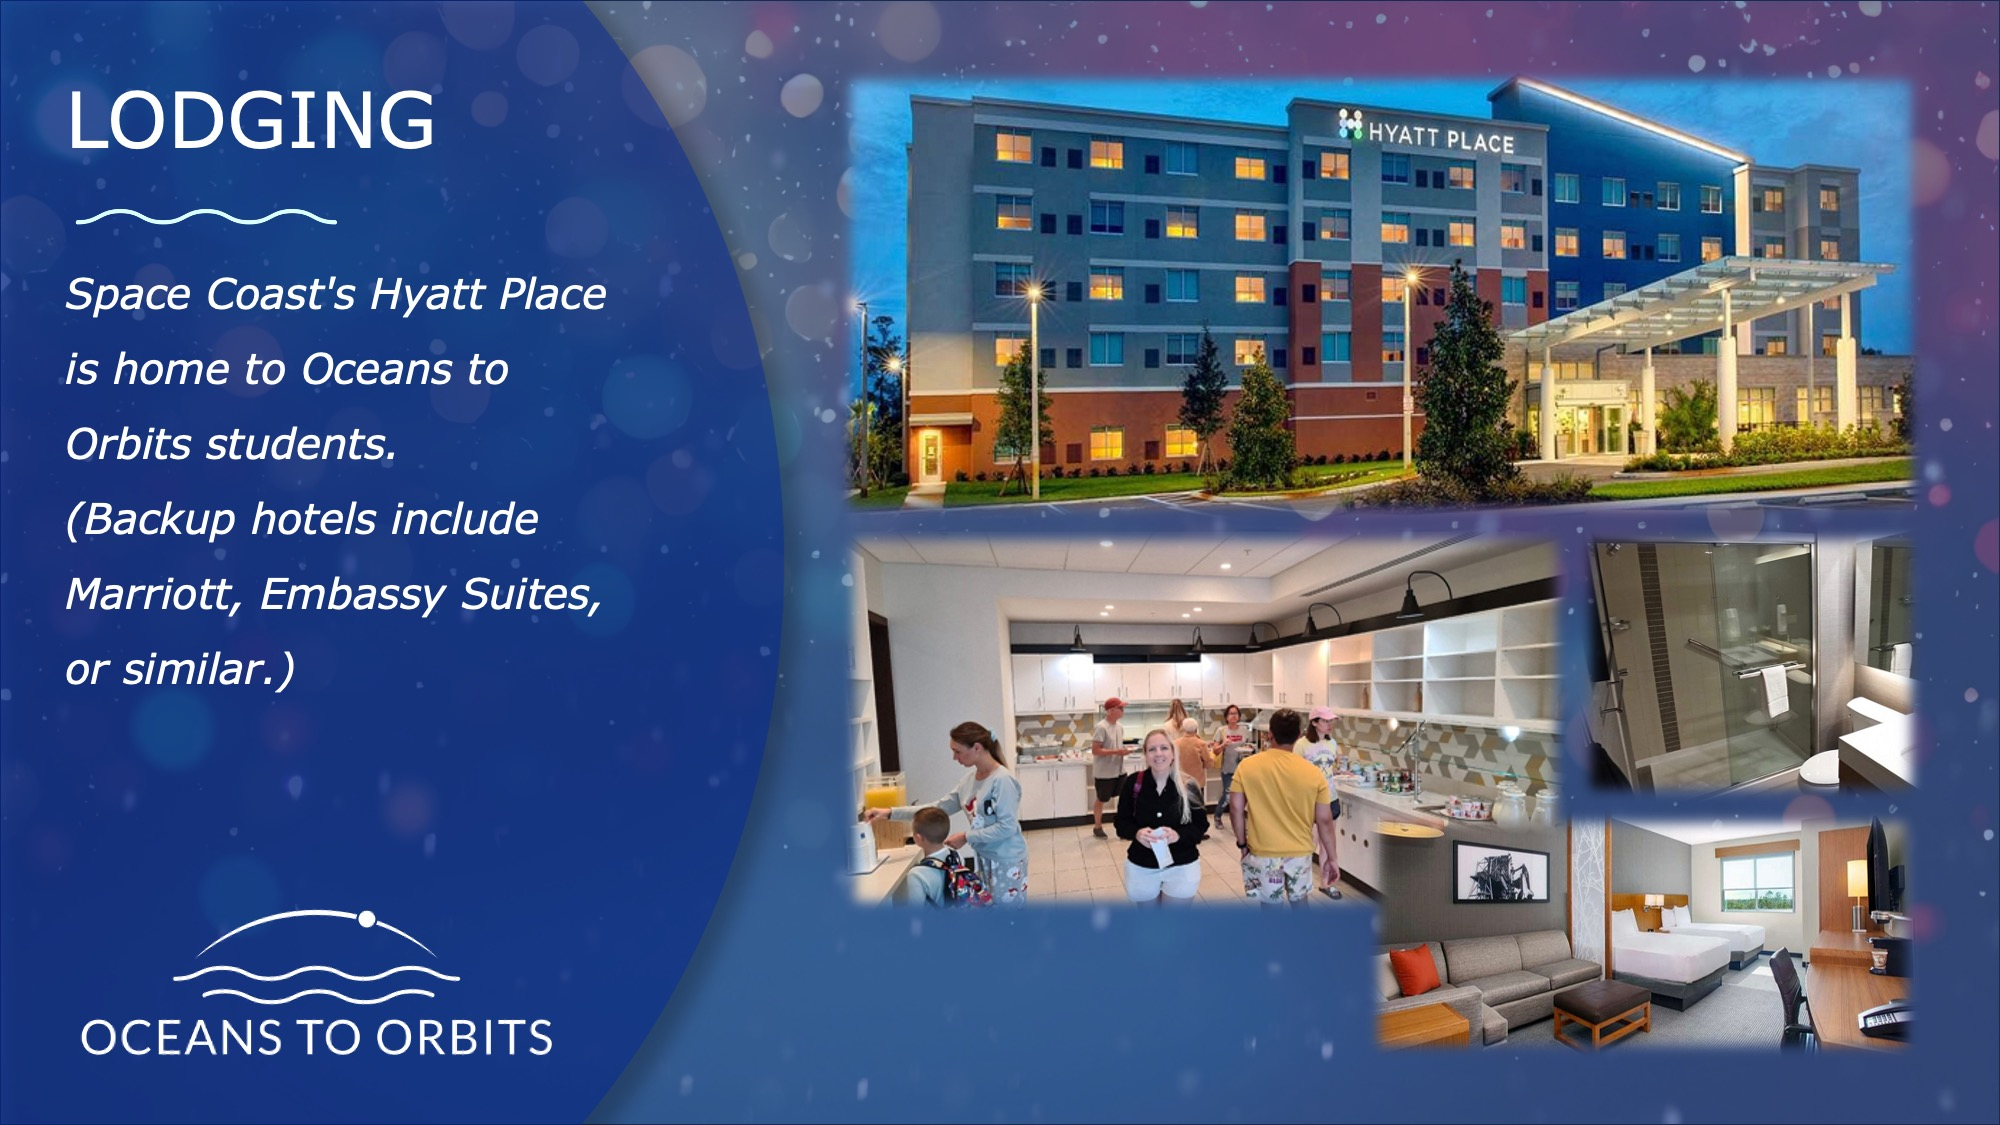 LODGING
Space Coast's Hyatt Place
is home to Oceans to
Orbits students.
(Backup hotels include
Marriott, Embassy Suites,
or similar.)
OCEANS TO ORBITS
HYATT PLACE